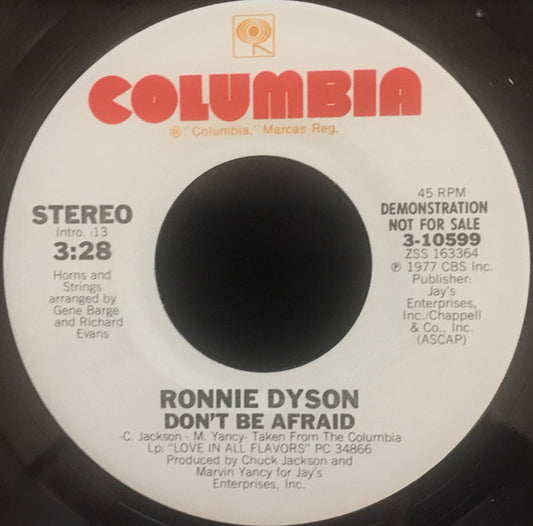 COLUMBIA
® "Columbia," Marcas Reg.
STEREO
Intro. :13
3:28
Horns and
Strings
arranged by
Gene Barge
and Richard
Evans
45 RPM
DEMONSTRATION
NOT FOR SALE
3-10599
ZSS 163364
℗ 1977 CBS Inc.
Publisher:
Jay's
Enterprises,
Inc./Chappell
& Co., Inc.
(ASCAP)
RONNIE DYSON
DON'T BE AFRAID
-C. Jackson - M. Yancy- Taken From The Columbia
Lp: "LOVE IN ALL FLAVORS" PC 34866
Produced by Chuck Jackson and
Marvin Yancy for Jay's
Enterprises, Inc.